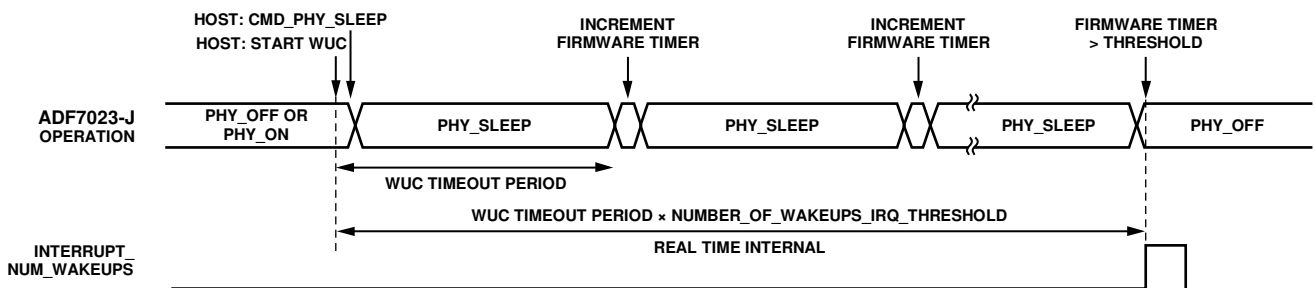 HOST: CMD_PHY_SLEEP
HOST: START WUC
INCREMENT
FIRMWARE TIMER
INCREMENT
FIRMWARE TIMER
FIRMWARE TIMER
> THRESHOLD
ADF7023-J
OPERATION
PHY_OFF OR
PHY_ON
PHY_SLEEP
PHY_SLEEP
PHY_SLEEP
PHY_OFF
WUC TIMEOUT PERIOD
WUC TIMEOUT PERIOD × NUMBER_OF_WAKEUPS_IRQ_THRESHOLD
REAL TIME INTERNAL
INTERRUPT_
NUM_WAKEUPS